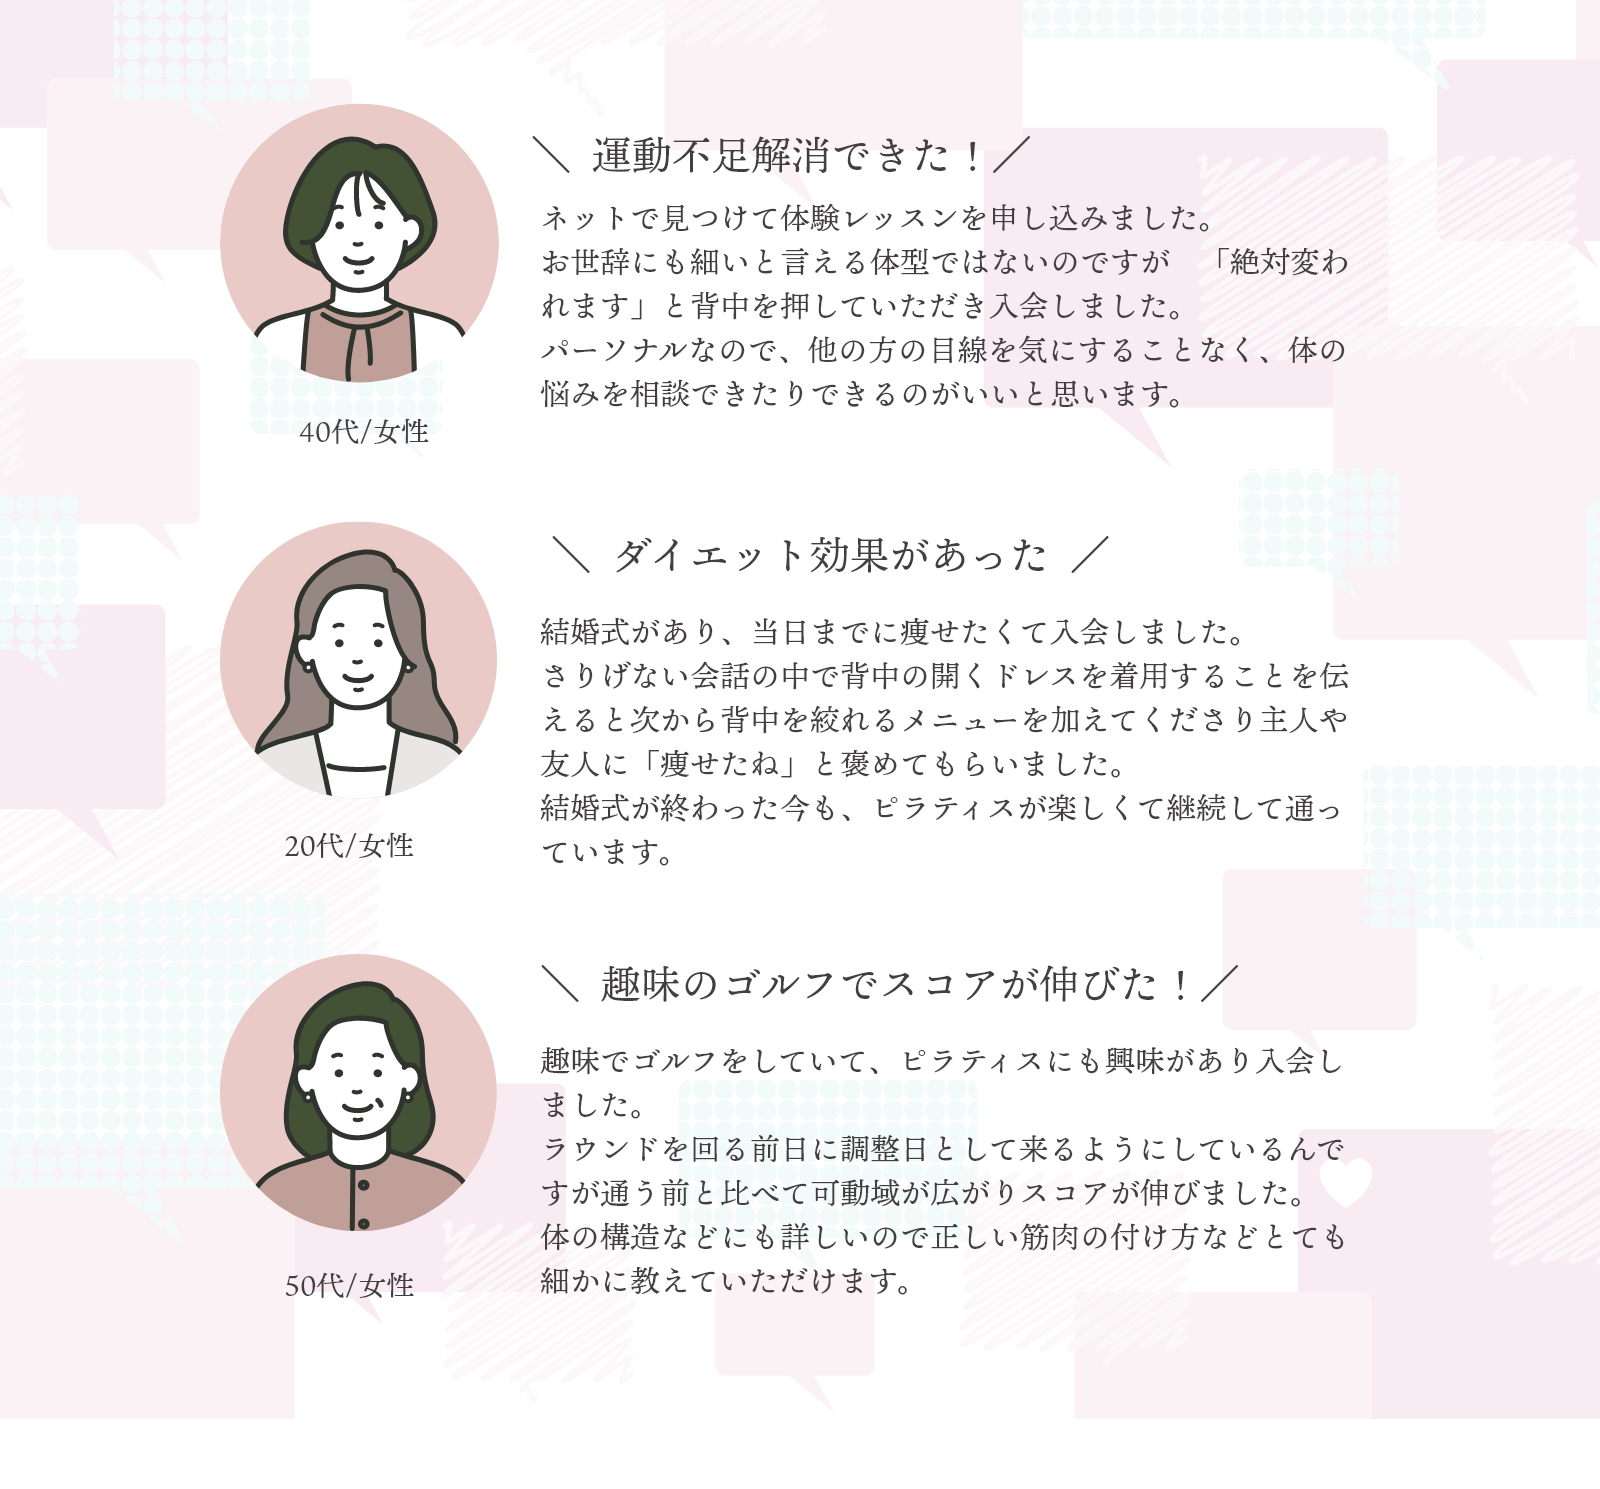 ＼ 運動不足解消できた！／
ネットで見つけて体験レッスンを申し込みました。
お世辞にも細いと言える体型ではないのですが　「絶対変わ
れます」と背中を押していただき入会しました。
パーソナルなので、他の方の目線を気にすることなく、体の
悩みを相談できたりできるのがいいと思います。
40代/女性
＼ ダイエット効果があった ／
結婚式があり、当日までに痩せたくて入会しました。
さりげない会話の中で背中の開くドレスを着用することを伝
えると次から背中を絞れるメニューを加えてくださり主人や
友人に「痩せたね」と褒めてもらいました。
結婚式が終わった今も、ピラティスが楽しくて継続して通っ
ています。
20代/女性
＼ 趣味のゴルフでスコアが伸びた！／
趣味でゴルフをしていて、ピラティスにも興味があり入会し
ました。
ラウンドを回る前日に調整日として来るようにしているんで
すが通う前と比べて可動域が広がりスコアが伸びました。
体の構造などにも詳しいので正しい筋肉の付け方などとても
細かに教えていただけます。
50代/女性